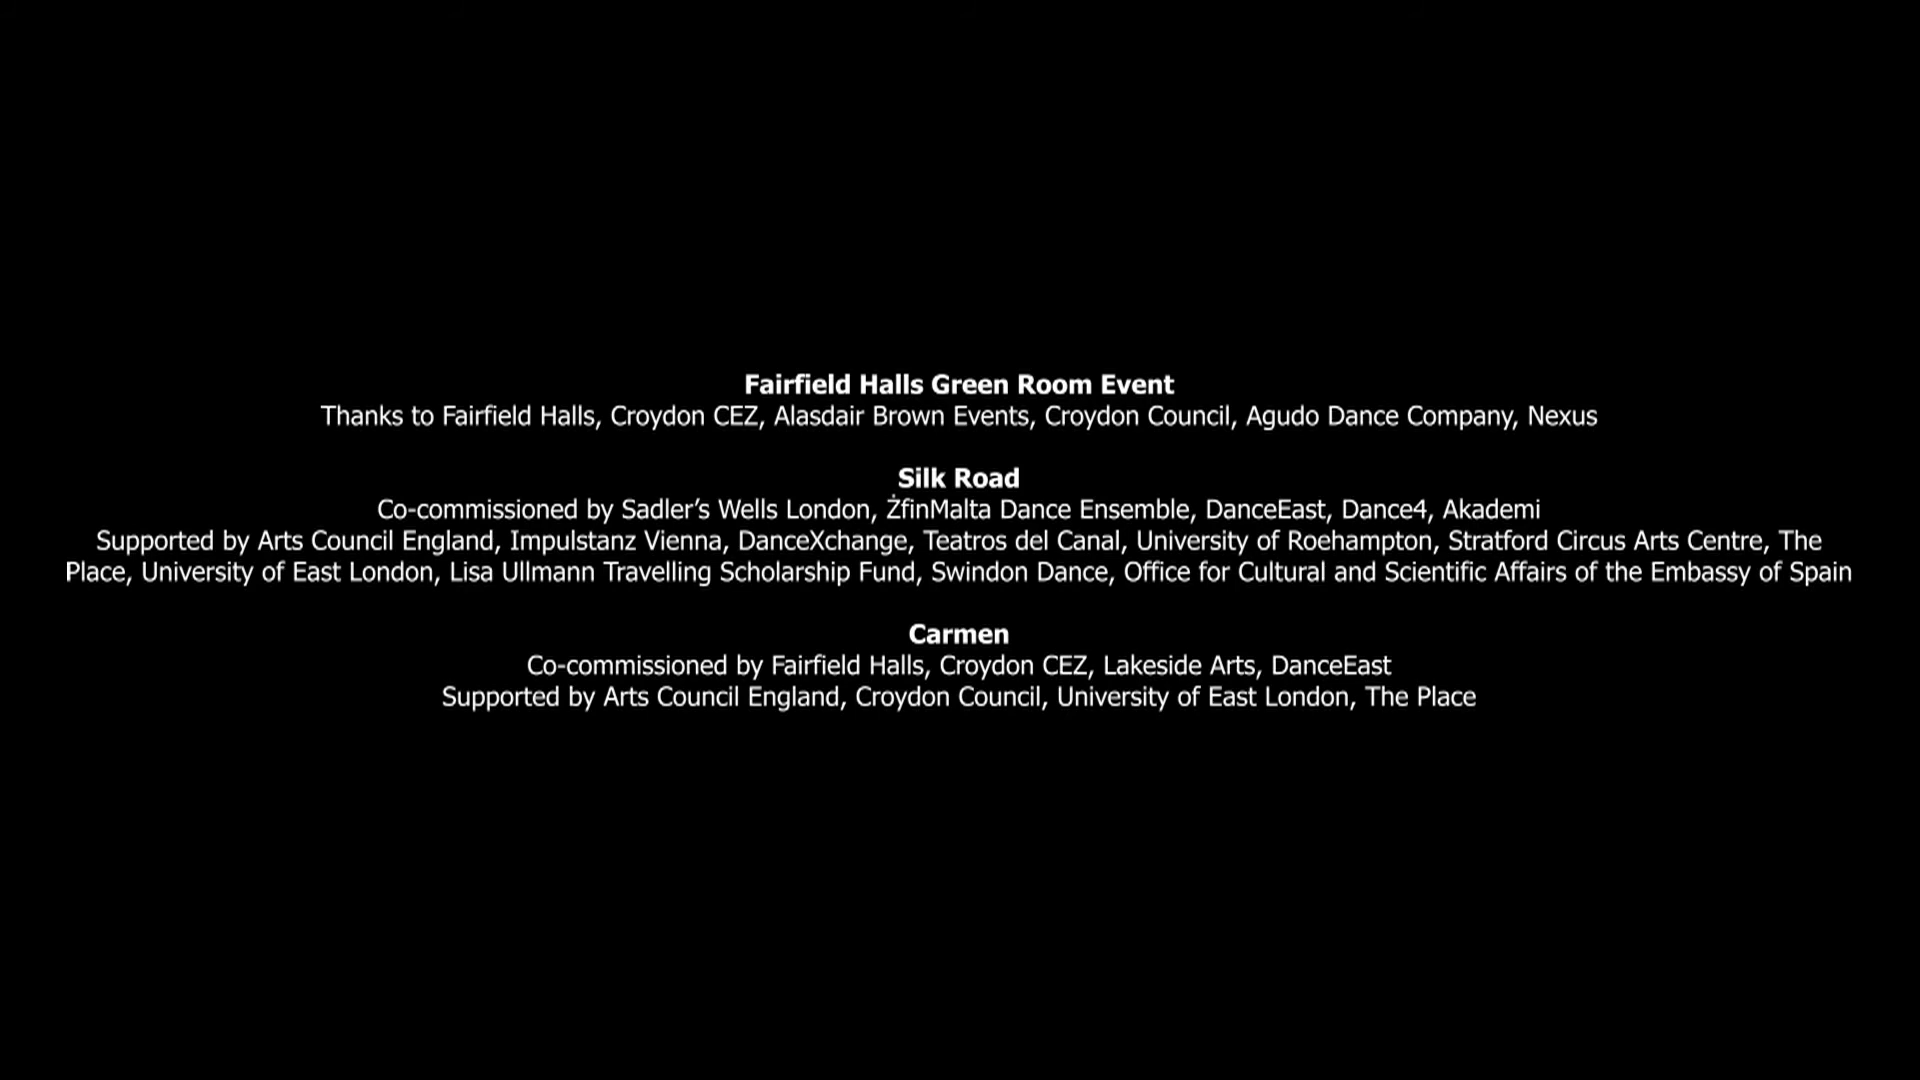 Fairfield Halls Green Room Event
Thanks to Fairfield Halls, Croydon CEZ, Alasdair Brown Events, Croydon Council, Agudo Dance Company, Nexus
Silk Road
Co-commissioned by Sadler’s Wells London, ŻfinMalta Dance Ensemble, DanceEast, Dance4, Akademi
Supported by Arts Council England, Impulstanz Vienna, DanceXchange, Teatros del Canal, University of Roehampton, Stratford Circus Arts Centre, The
Place, University of East London, Lisa Ullmann Travelling Scholarship Fund, Swindon Dance, Office for Cultural and Scientific Affairs of the Embassy of Spain
Carmen
Co-commissioned by Fairfield Halls, Croydon CEZ, Lakeside Arts, DanceEast
Supported by Arts Council England, Croydon Council, University of East London, The Place